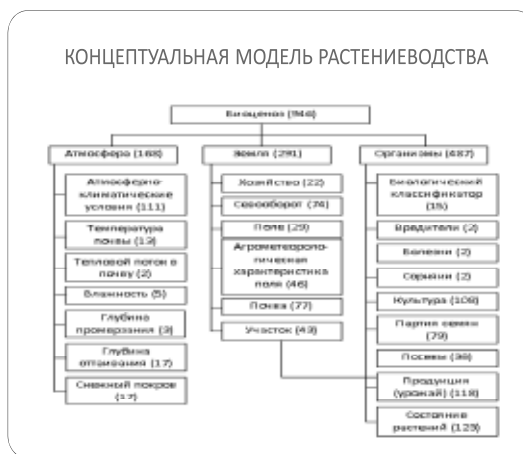 КОНЦЕПТУАЛЬНАЯ МОДЕЛЬ РАСТЕНИЕВОДСТВА
Биоценоз (946)
Атмосфера (168)
Земля (291)
Организмы (487)
Атмосферно-
климатические
условия (111)
Температура
почвы (13)
Тепловой поток в
почву (2)
Влажность (5)
Глубина
промерзания (3)
Глубина
оттаивания (17)
Снежный покров
(17)
Хозяйство (22)
Севооборот (74)
Поле (29)
Агрометеороло-
гическая
характеристика
поля (46)
Почва (77)
Участок (43)
Биологический
классификатор
(15)
Вредители (2)
Болезни (2)
Сорняки (2)
Культура (108)
Партия семян
(79)
Посевы (38)
Продукция
(урожай) (118)
Состояние
растений (123)